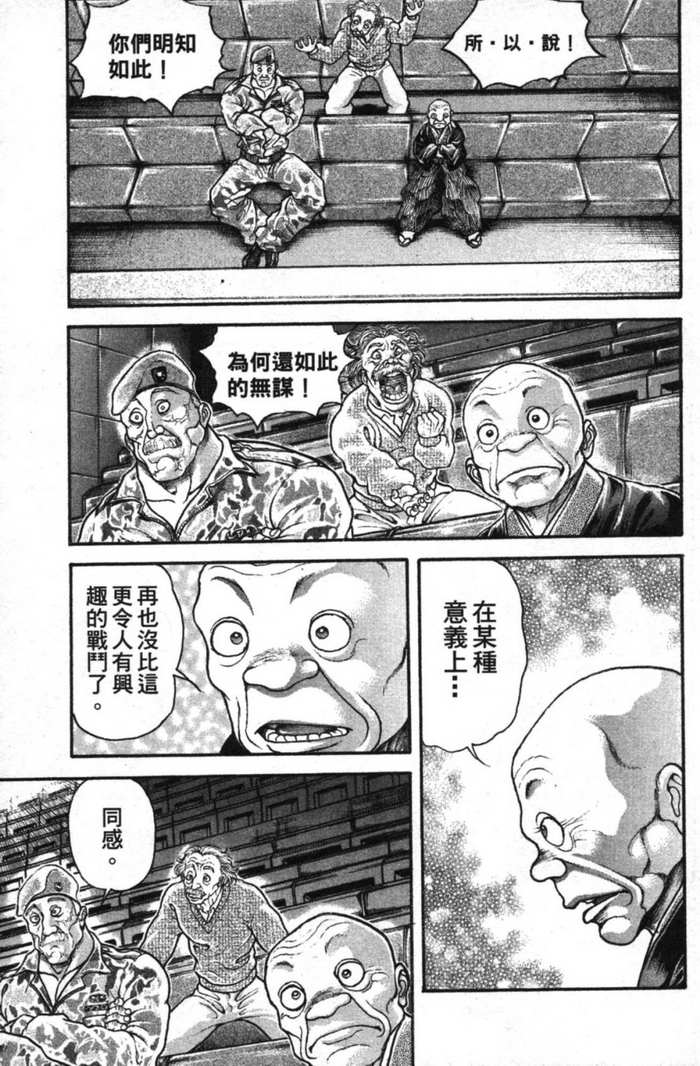 所・以・說！
你們明知
如此！
為何還如此
的無謀！
在某種
意義上…
再也沒比這
更令人有興
趣的戰鬥了。
同感。